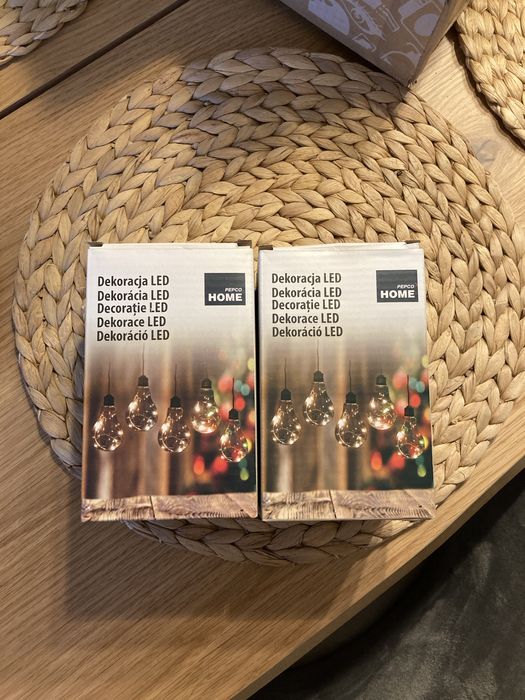 Dekoracja LED
Dekorácia LED
Decorație LED
Dekorace LED
Dekoráció LED
PEPCO
HOME
Dekoracja LED
Dekorácia LED
Decorație LED
Dekorace LED
Dekoráció LED
PEPCO
HOME